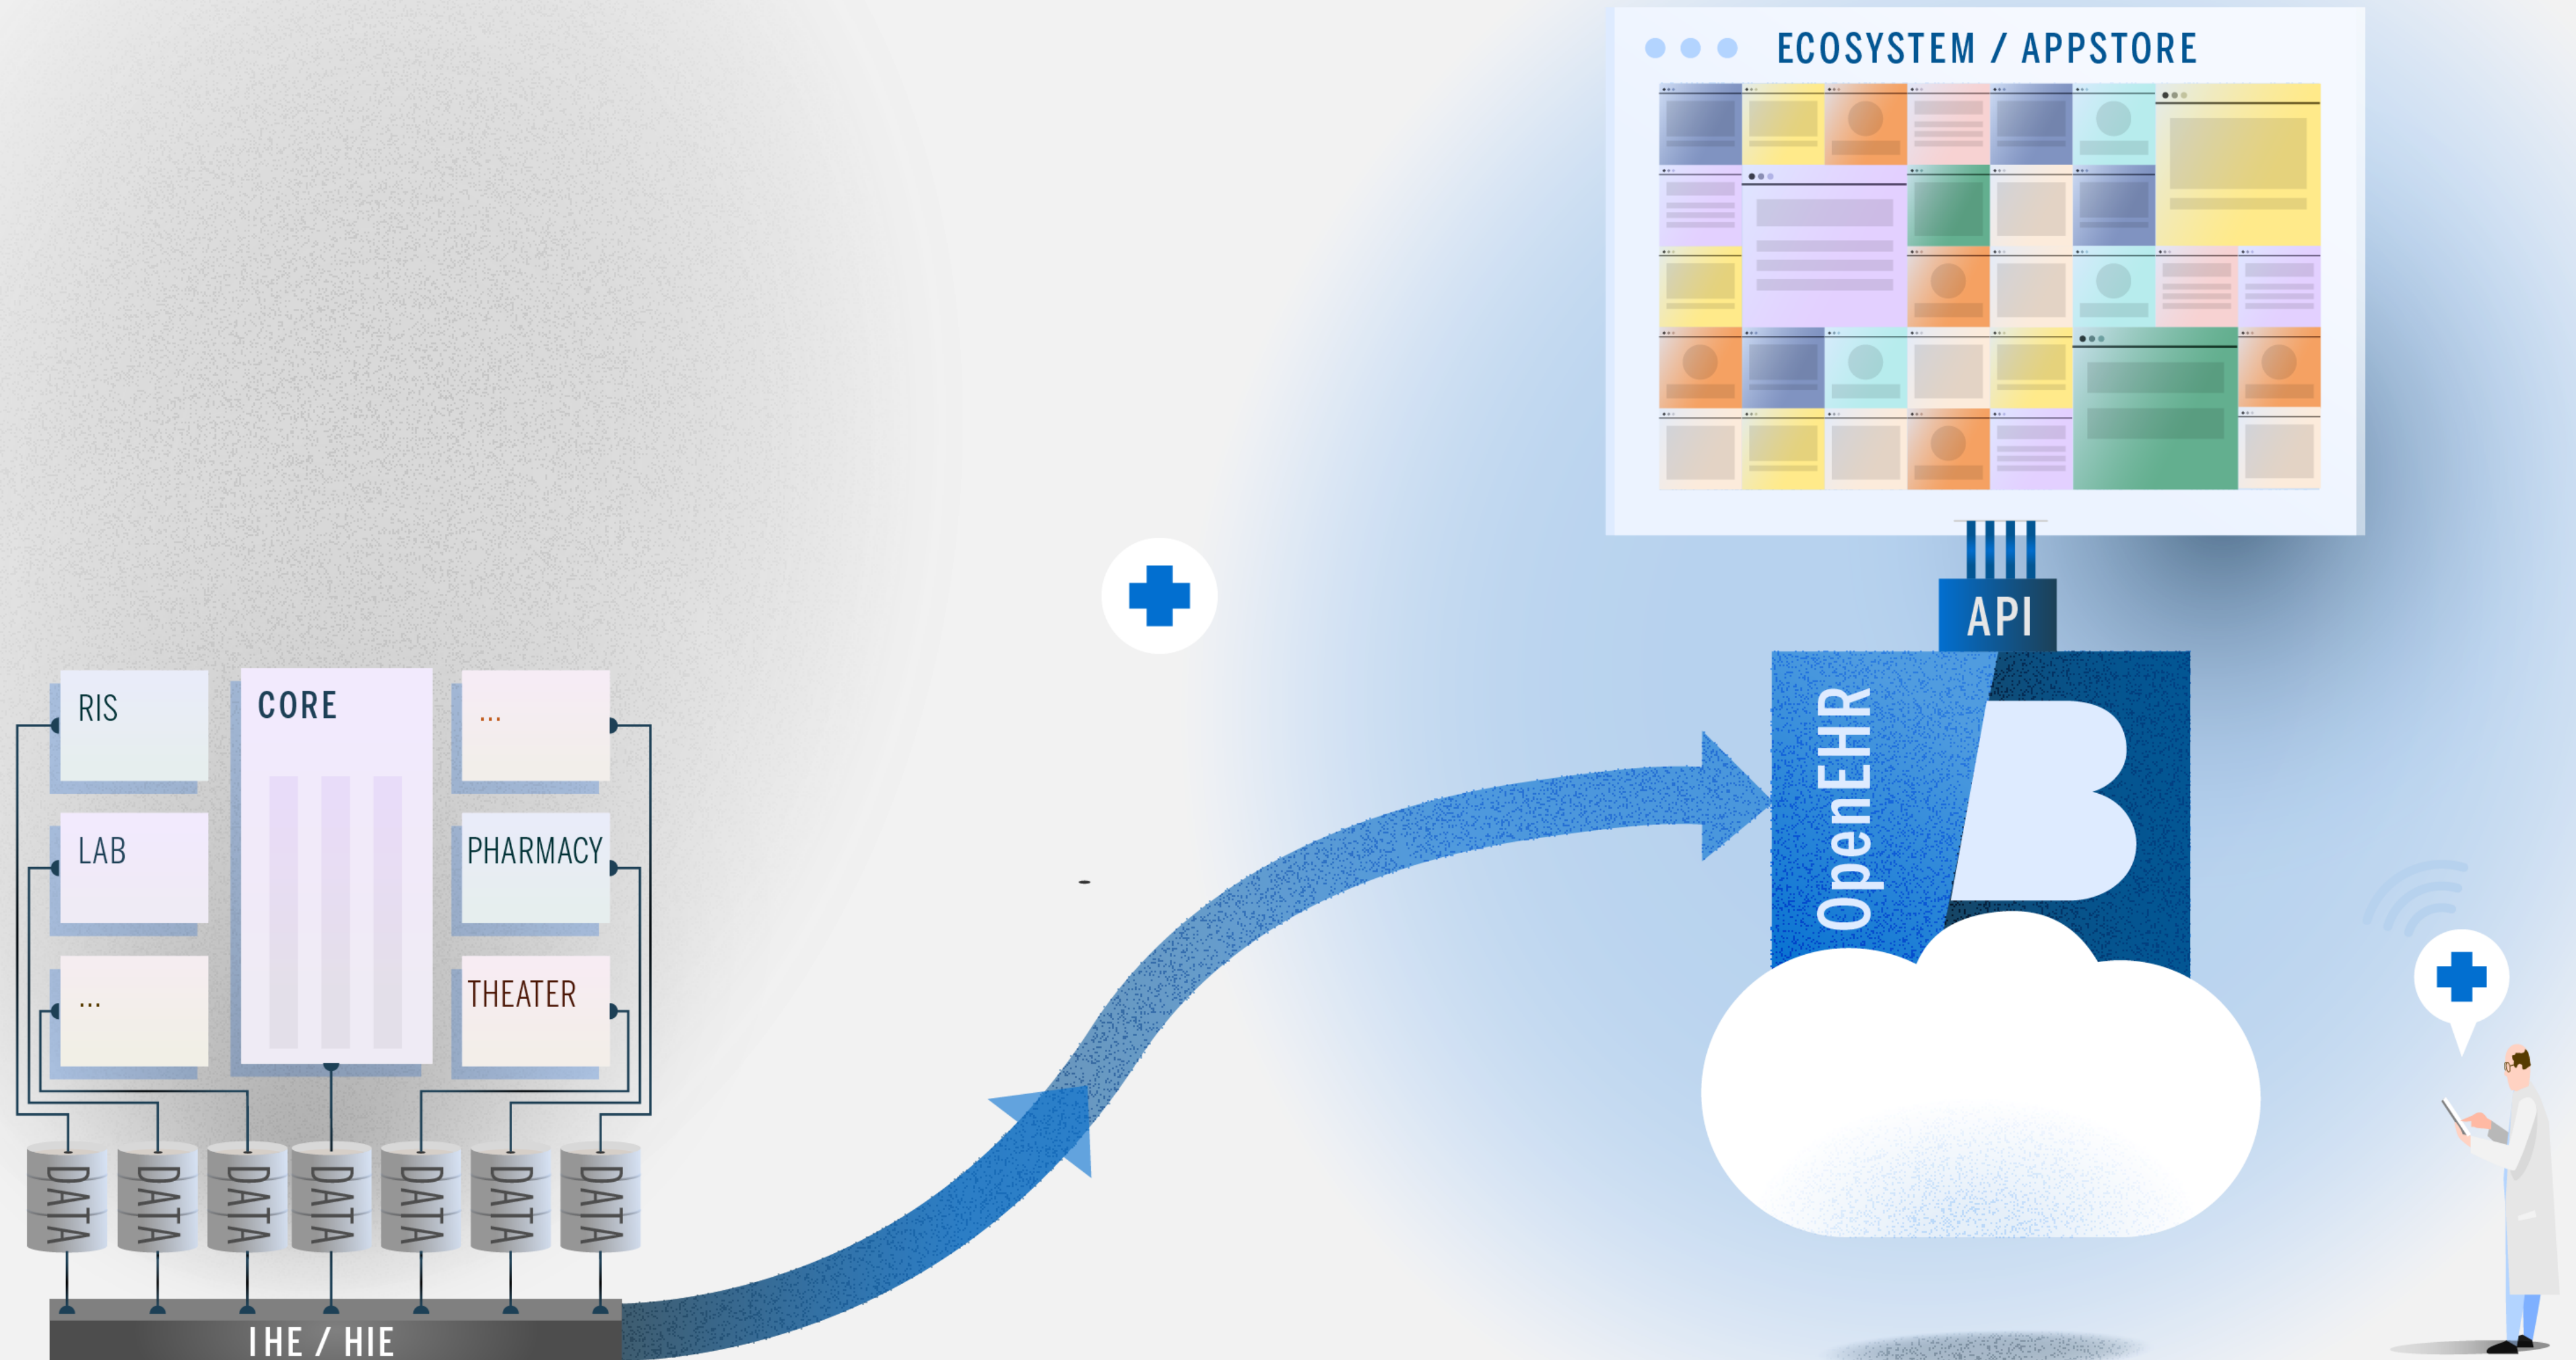 ECOSYSTEM / APPSTORE
API
OpenEHR
B
RIS
CORE
...
LAB
PHARMACY
...
THEATER
DATA
DATA
DATA
DATA
DATA
DATA
DATA
IHE / HIE